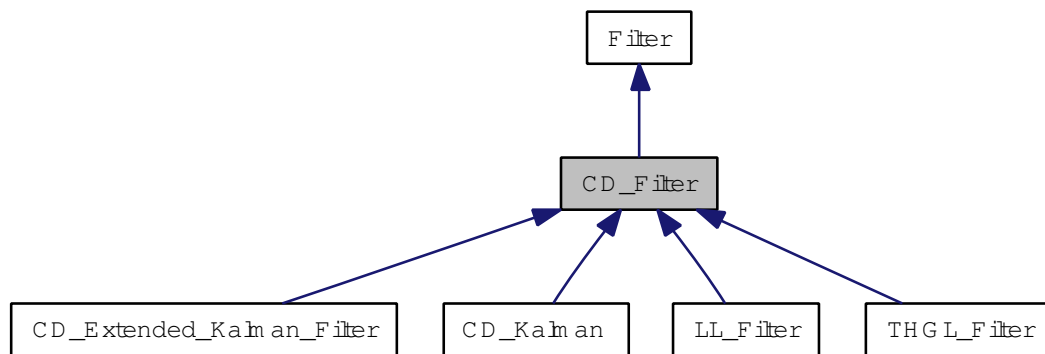 Filter
CD_Filter
CD_Extended_Kalman_Filter
CD_Kalman
LL_Filter
THGL_Filter